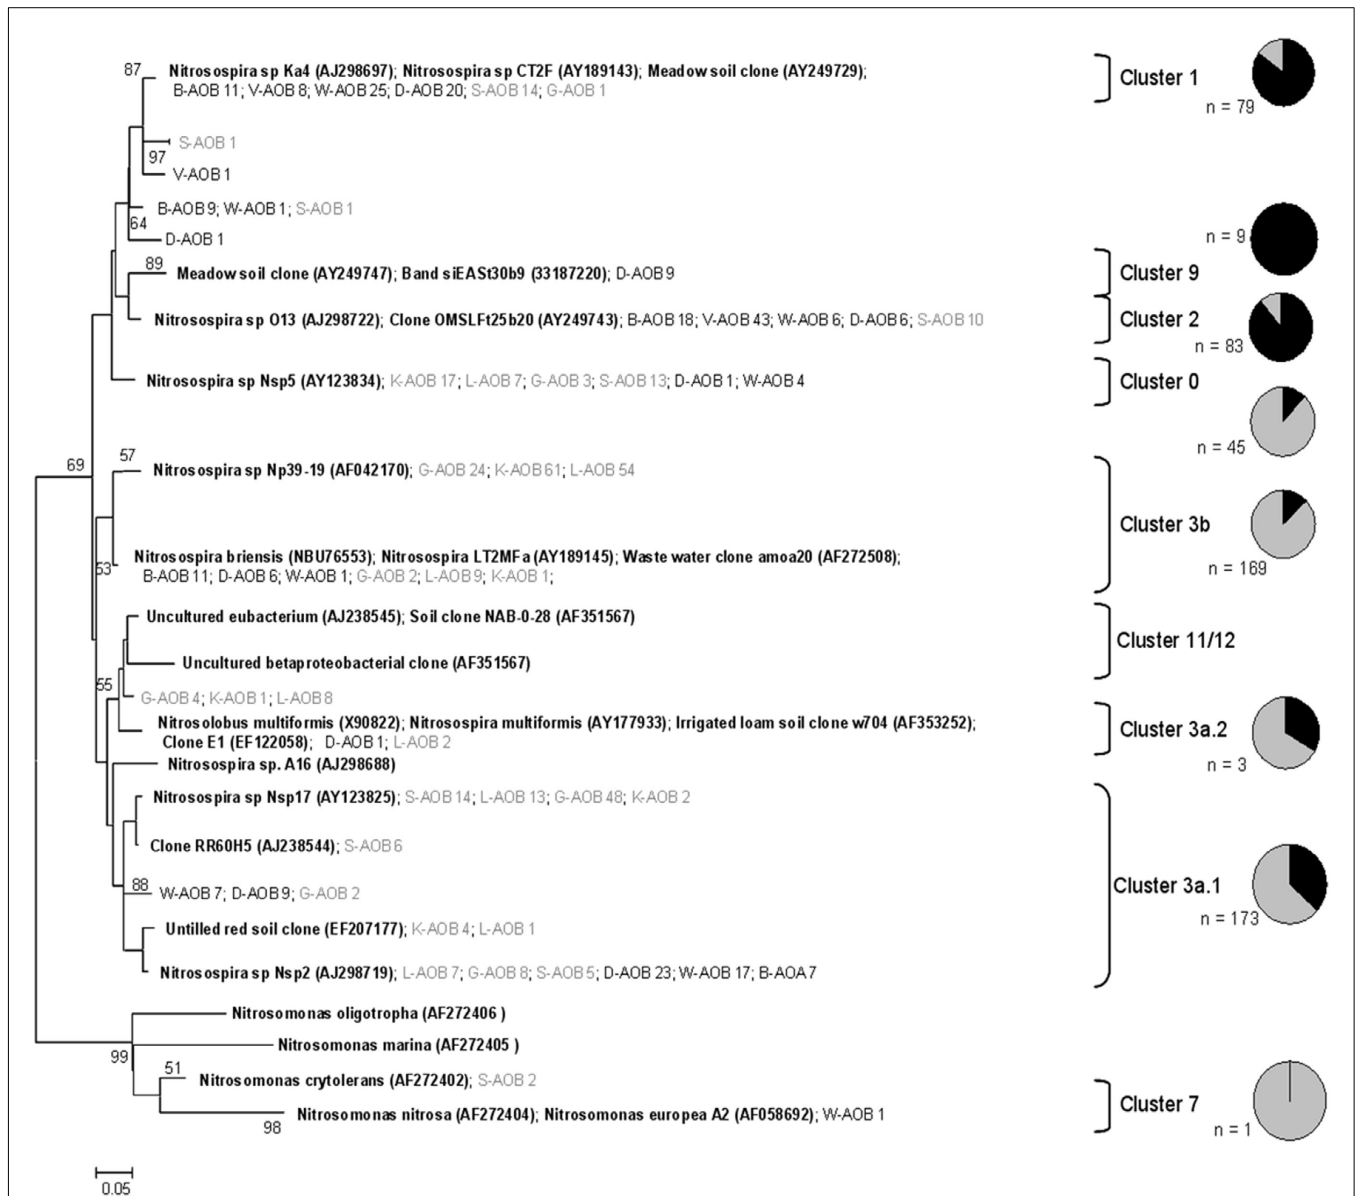 87
Nitrosospira sp Ka4 (AJ298697); Nitrosospira sp CT2F (AY189143); Meadow soil clone (AY249729);
B-AOB 11; V-AOB 8; W-AOB 25; D-AOB 20; S-AOB 14; G-AOB 1
Cluster 1
n = 79
S-AOB 1
97
V-AOB 1
B-AOB 9; W-AOB 1; S-AOB 1
64
D-AOB 1
n = 9
89
Meadow soil clone (AY249747); Band siEASt30b9 (33187220); D-AOB 9
Cluster 9
Nitrosospira sp O13 (AJ298722); Clone OMSLFt25b20 (AY249743); B-AOB 18; V-AOB 43; W-AOB 6; D-AOB 6; S-AOB 10
Cluster 2
n = 83
Nitrosospira sp Nsp5 (AY123834); K-AOB 17; L-AOB 7; G-AOB 3; S-AOB 13; D-AOB 1; W-AOB 4
Cluster 0
n = 45
69
57
Nitrosospira sp Np39-19 (AF042170); G-AOB 24; K-AOB 61; L-AOB 54
Cluster 3b
53
Nitrosospira briensis (NBU76553); Nitrosospira LT2MFa (AY189145); Waste water clone amoa20 (AF272508);
B-AOB 11; D-AOB 6; W-AOB 1; G-AOB 2; L-AOB 9; K-AOB 1;
n = 169
Uncultured eubacterium (AJ238545); Soil clone NAB-0-28 (AF351567)
Cluster 11/12
Uncultured betaproteobacterial clone (AF351567)
55
G-AOB 4; K-AOB 1; L-AOB 8
Nitrosolobus multiformis (X90822); Nitrosospira multiformis (AY177933); Irrigated loam soil clone w704 (AF353252);
Clone E1 (EF122058); D-AOB 1; L-AOB 2
Cluster 3a.2
n = 3
Nitrosospira sp. A16 (AJ298688)
Nitrosospira sp Nsp17 (AY123825); S-AOB 14; L-AOB 13; G-AOB 48; K-AOB 2
Clone RR60H5 (AJ238544); S-AOB 6
88
W-AOB 7; D-AOB 9; G-AOB 2
Cluster 3a.1
n = 173
Untilled red soil clone (EF207177); K-AOB 4; L-AOB 1
Nitrosospira sp Nsp2 (AJ298719); L-AOB 7; G-AOB 8; S-AOB 5; D-AOB 23; W-AOB 17; B-AOA 7
Nitrosomonas oligotropha (AF272406 )
Nitrosomonas marina (AF272405 )
99
51
Nitrosomonas crytolerans (AF272402); S-AOB 2
Cluster 7
n = 1
Nitrosomonas nitrosa (AF272404); Nitrosomonas europea A2 (AF058692); W-AOB 1
98
0.05